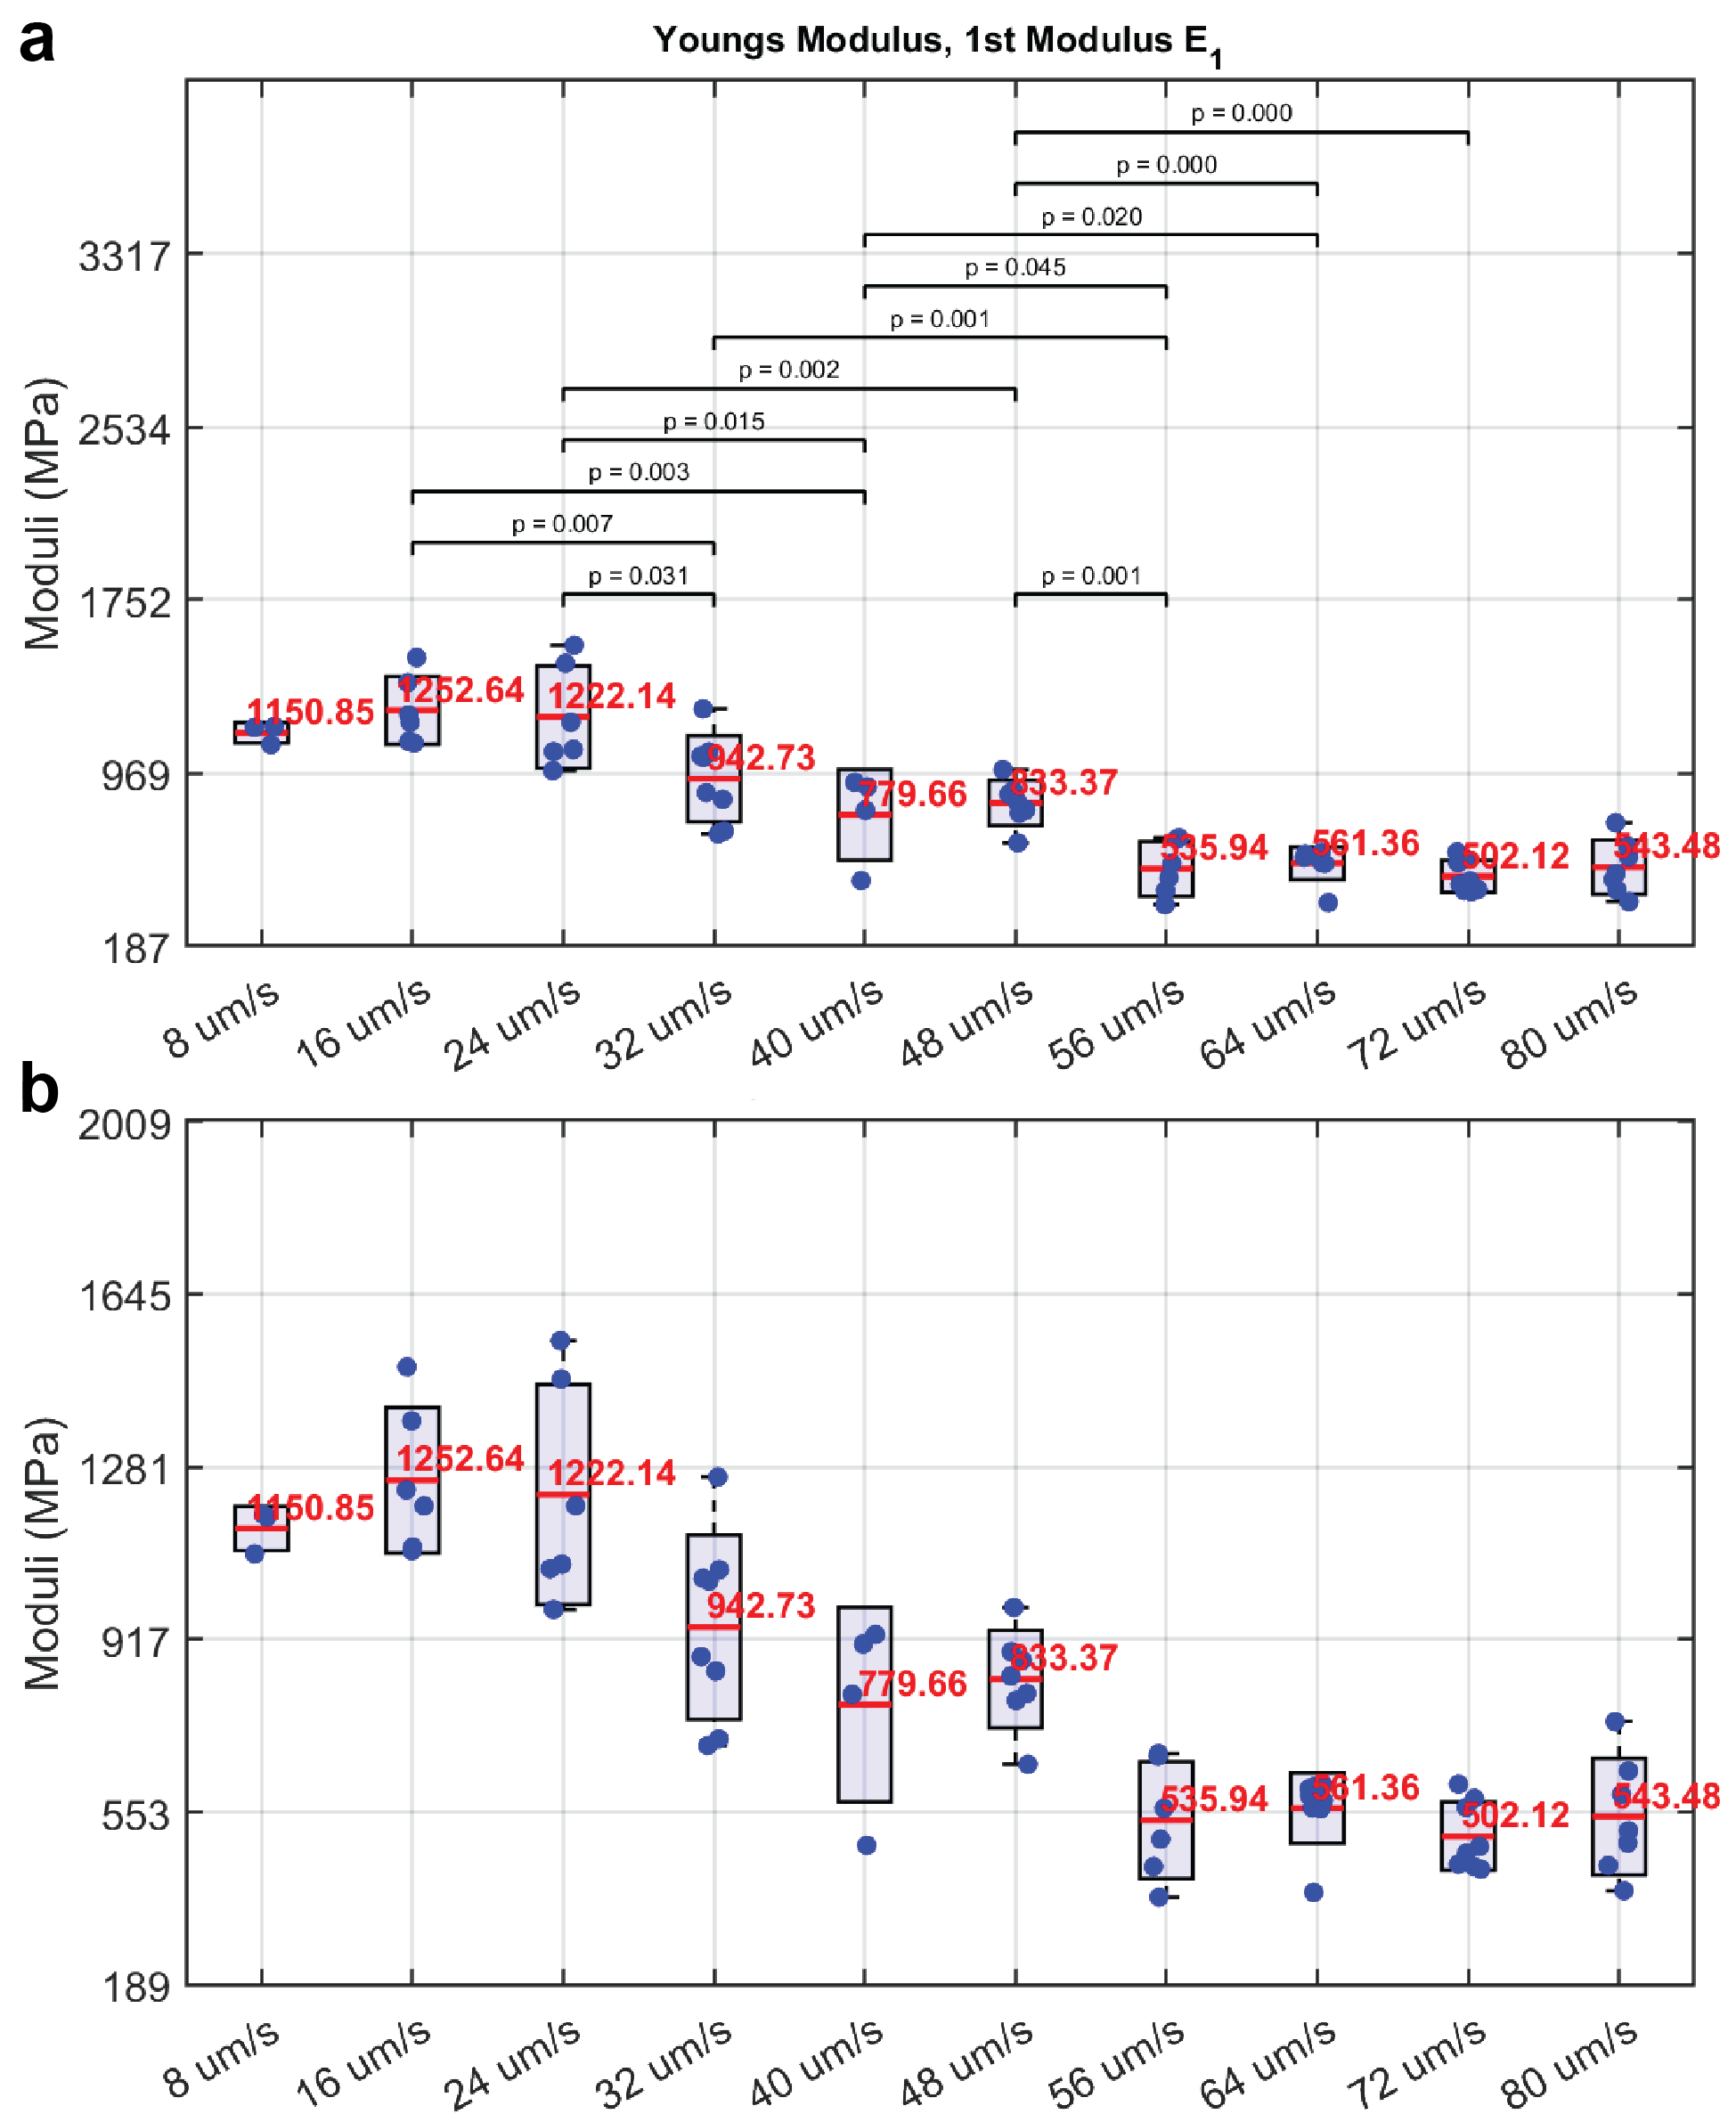 a
Youngs Modulus, 1st Modulus E1
p = 0.000
p = 0.000
p = 0.020
p = 0.045
p = 0.001
p = 0.002
p = 0.015
p = 0.003
p = 0.007
p = 0.031
p = 0.001
3317
2534
1752
969
187
Moduli (MPa)
1150.85
1252.64
1222.14
942.73
779.66
833.37
535.94
561.36
502.12
543.48
8 um/s
16 um/s
24 um/s
32 um/s
40 um/s
48 um/s
56 um/s
64 um/s
72 um/s
80 um/s
b
2009
1645
1281
917
553
189
Moduli (MPa)
1150.85
1252.64
1222.14
942.73
779.66
833.37
535.94
561.36
502.12
543.48
8 um/s
16 um/s
24 um/s
32 um/s
40 um/s
48 um/s
56 um/s
64 um/s
72 um/s
80 um/s